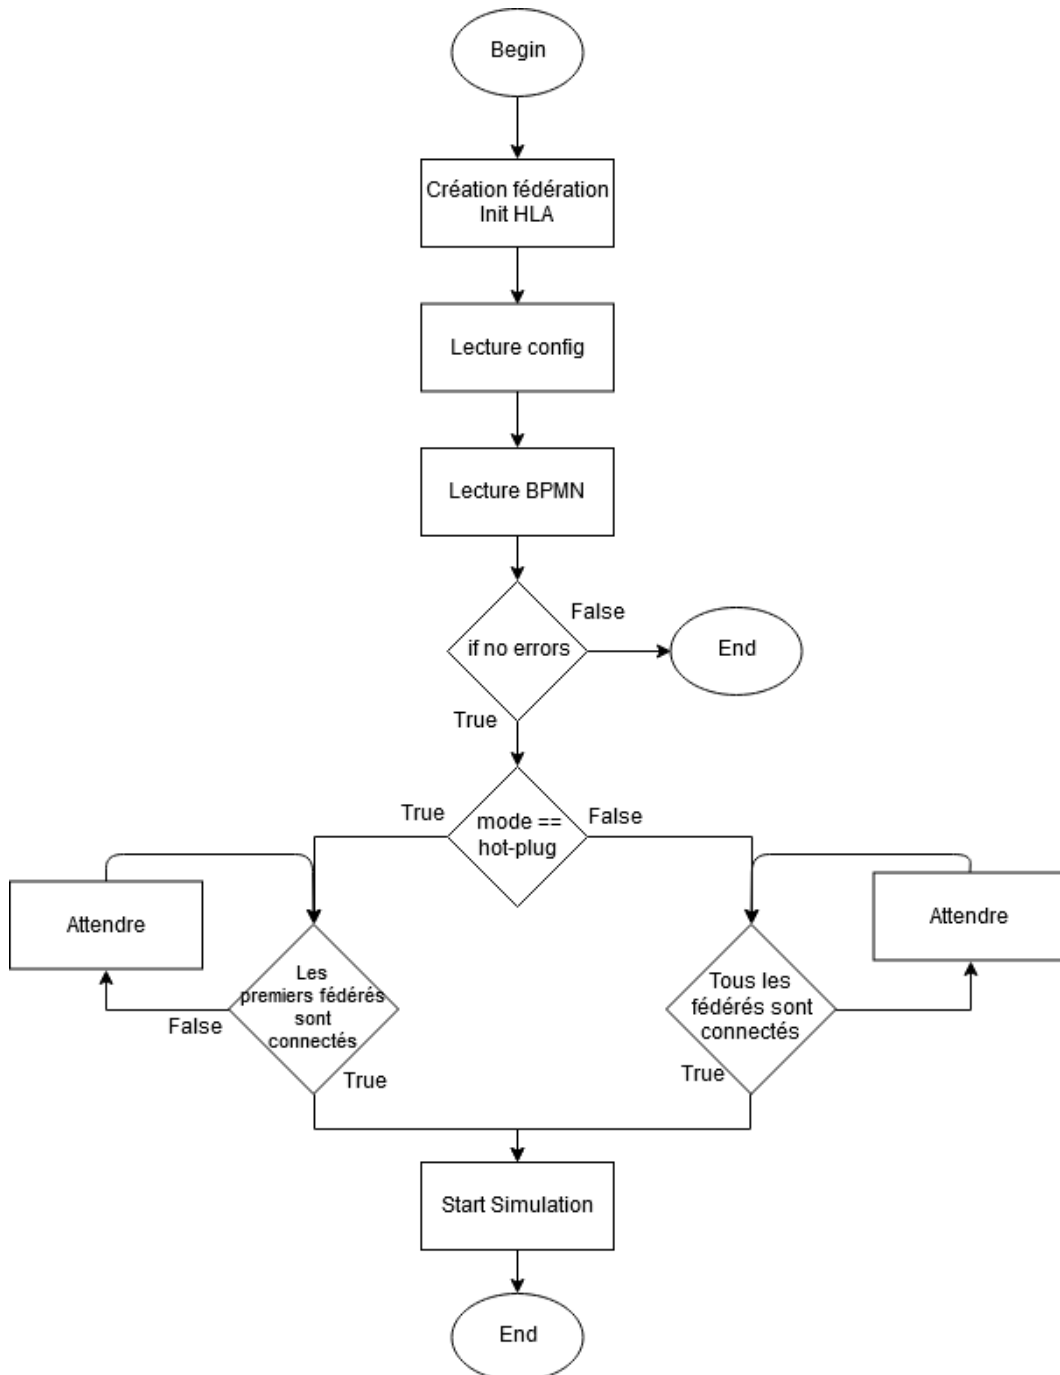 Begin
Création fédération
Init HLA
Lecture config
Lecture BPMN
False
if no errors
End
True
True
mode ==
hot-plug
False
Attendre
Attendre
Les
premiers fédérés
sont
connectés
False
True
Tous les
fédérés sont
connectés
True
Start Simulation
End